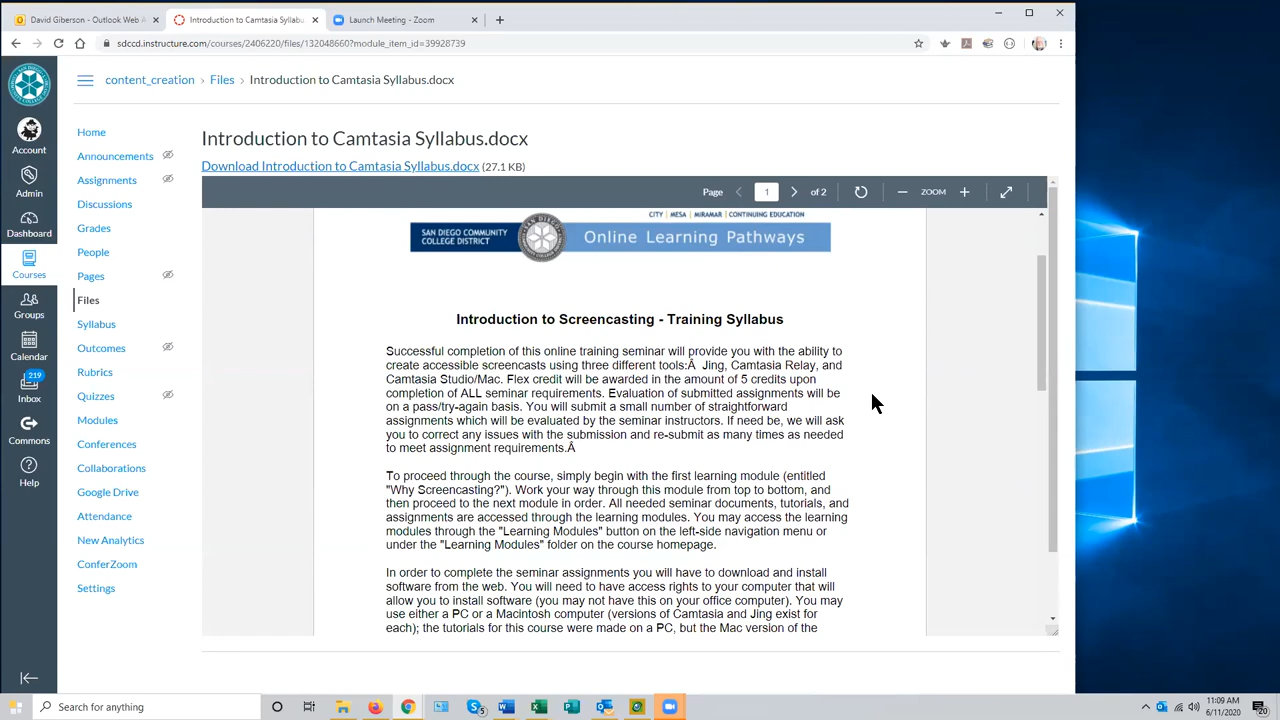 David Giberson - Outlook Web A
Introduction to Camtasia Syllabu
Launch Meeting - Zoom
sdccd.instructure.com/courses/2406220/files/132048660?module_item_id=39928739
content_creation › Files › Introduction to Camtasia Syllabus.docx
Account
Admin
Dashboard
Courses
Groups
Calendar
219
Inbox
Commons
Help
Home
Announcements
Assignments
Discussions
Grades
People
Pages
Files
Syllabus
Outcomes
Rubrics
Quizzes
Modules
Conferences
Collaborations
Google Drive
Attendance
New Analytics
ConferZoom
Settings
Introduction to Camtasia Syllabus.docx
Download Introduction to Camtasia Syllabus.docx (27.1 KB)
Page 1 of 2 ZOOM
CITY | MESA | MIRAMAR | CONTINUING EDUCATION
SAN DIEGO COMMUNITY
COLLEGE DISTRICT
Online Learning Pathways
Introduction to Screencasting - Training Syllabus
Successful completion of this online training seminar will provide you with the ability to
create accessible screencasts using three different tools:Â  Jing, Camtasia Relay, and
Camtasia Studio/Mac. Flex credit will be awarded in the amount of 5 credits upon
completion of ALL seminar requirements. Evaluation of submitted assignments will be
on a pass/try-again basis. You will submit a small number of straightforward
assignments which will be evaluated by the seminar instructors. If need be, we will ask
you to correct any issues with the submission and re-submit as many times as needed
to meet assignment requirements.Â
To proceed through the course, simply begin with the first learning module (entitled
"Why Screencasting?"). Work your way through this module from top to bottom, and
then proceed to the next module in order. All needed seminar documents, tutorials, and
assignments are accessed through the learning modules. You may access the learning
modules through the "Learning Modules" button on the left-side navigation menu or
under the "Learning Modules" folder on the course homepage.
In order to complete the seminar assignments you will have to download and install
software from the web. You will need to have access rights to your computer that will
allow you to install software (you may not have this on your office computer). You may
use either a PC or a Macintosh computer (versions of Camtasia and Jing exist for
each); the tutorials for this course were made on a PC, but the Mac version of the
Search for anything
5
11:09 AM
6/11/2020
20